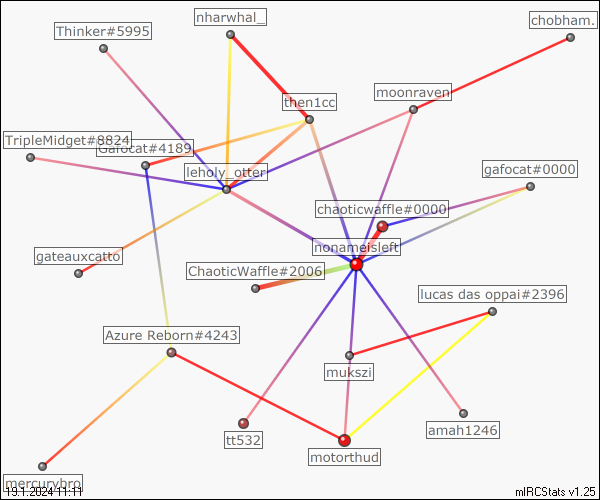 Thinker#5995
nharwhal_
chobham.
moonraven
then1cc
TripleMidget#8824
Gafocat#4189
leholy_otter
gafocat#0000
chaoticwaffle#0000
nonameisleft
gateauxcatto
ChaoticWaffle#2006
lucas das oppai#2396
Azure Reborn#4243
mukszi
tt532
amah1246
motorthud
mercurybro
19.1.2024 11:11
mIRCStats v1.25